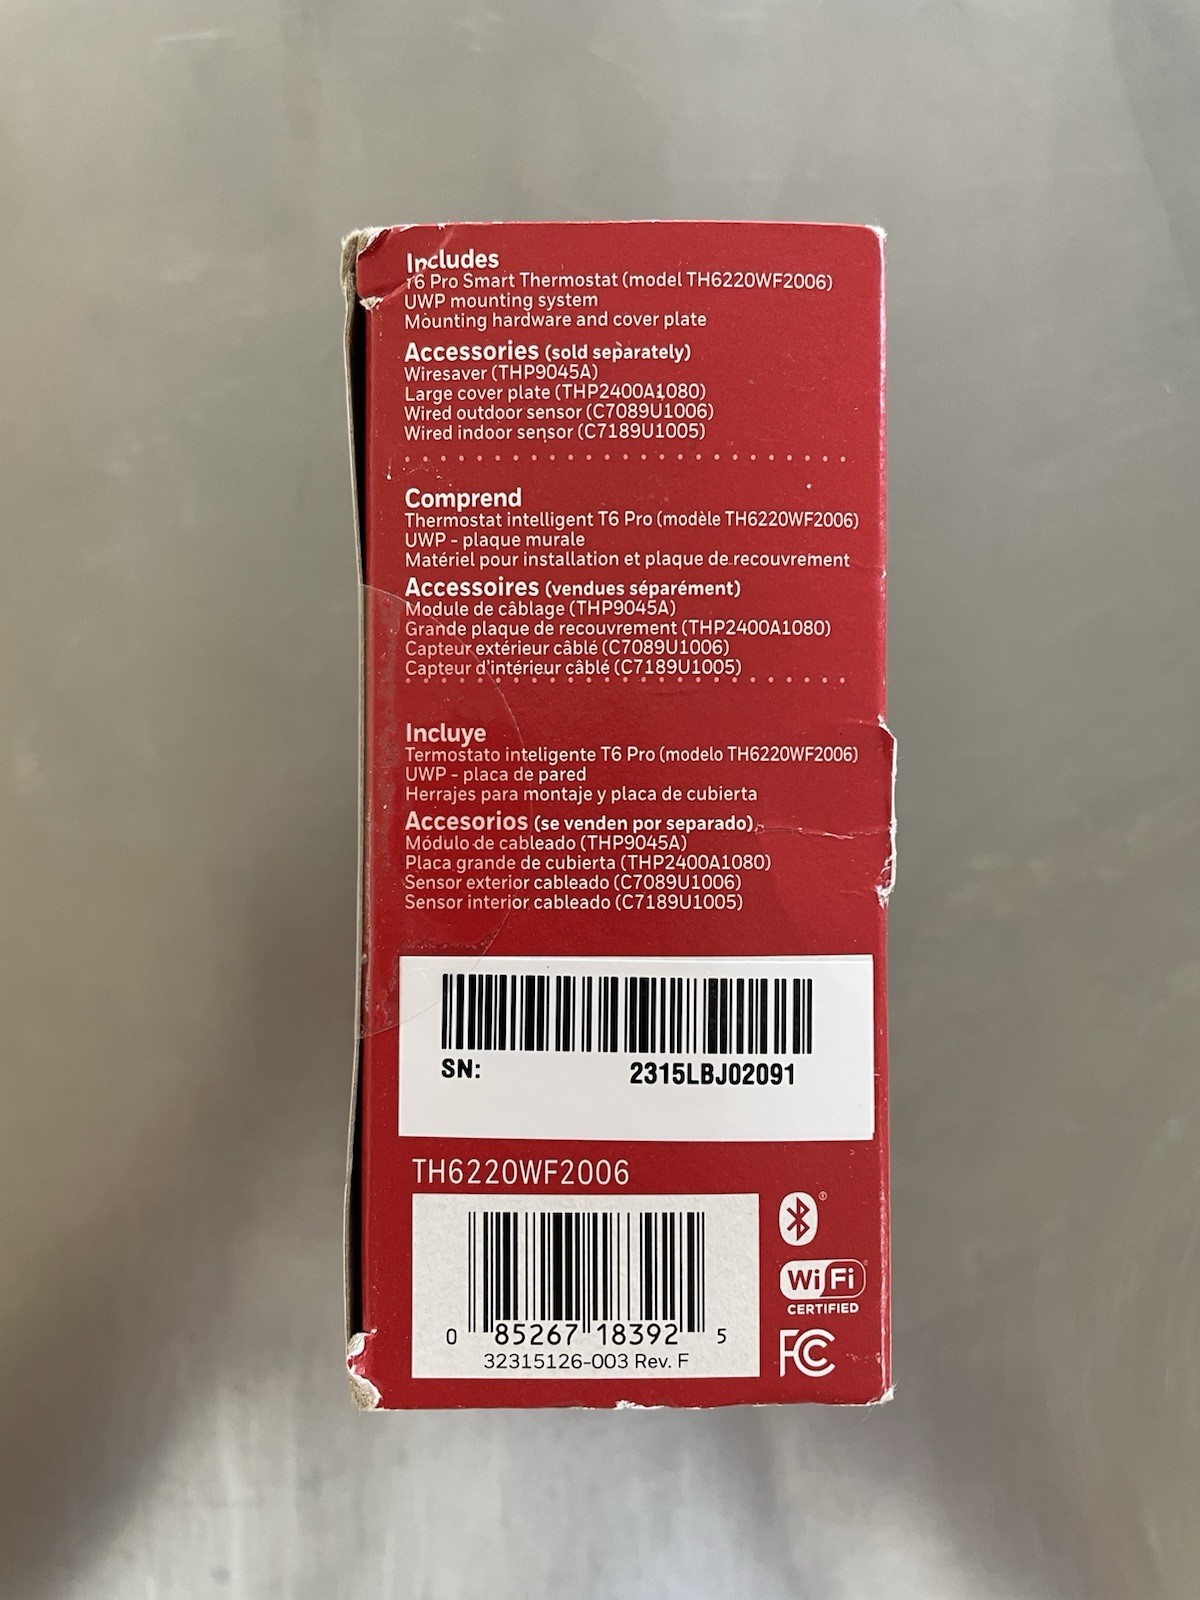 Includes
T6 Pro Smart Thermostat (model TH6220WF2006)
UWP mounting system
Mounting hardware and cover plate
Accessories (sold separately)
Wiresaver (THP9045A)
Large cover plate (THP2400A1080)
Wired outdoor sensor (C7089U1006)
Wired indoor sensor (C7189U1005)
Comprend
Thermostat intelligent T6 Pro (modèle TH6220WF2006)
UWP - plaque murale
Matériel pour installation et plaque de recouvrement
Accessoires (vendues séparément)
Module de câblage (THP9045A)
Grande plaque de recouvrement (THP2400A1080)
Capteur extérieur câblé (C7089U1006)
Capteur d'intérieur câblé (C7189U1005)
Incluye
Termostato inteligente T6 Pro (modelo TH6220WF2006)
UWP - placa de pared
Herrajes para montaje y placa de cubierta
Accesorios (se venden por separado)
Módulo de cableado (THP9045A)
Placa grande de cubierta (THP2400A1080)
Sensor exterior cableado (C7089U1006)
Sensor interior cableado (C7189U1005)
SN: 2315LBJ02091
TH6220WF2006
0 85267 18392 5
32315126-003 Rev. F
Wi Fi
CERTIFIED
FC